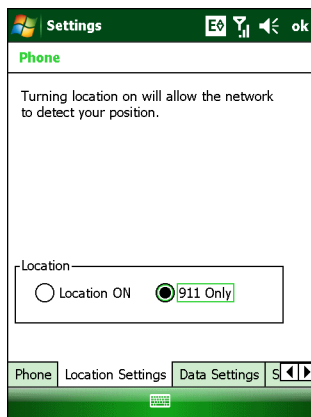 Settings E ok
Phone
Turning location on will allow the network
to detect your position.
Location
Location ON 911 Only
Phone Location Settings Data Settings S